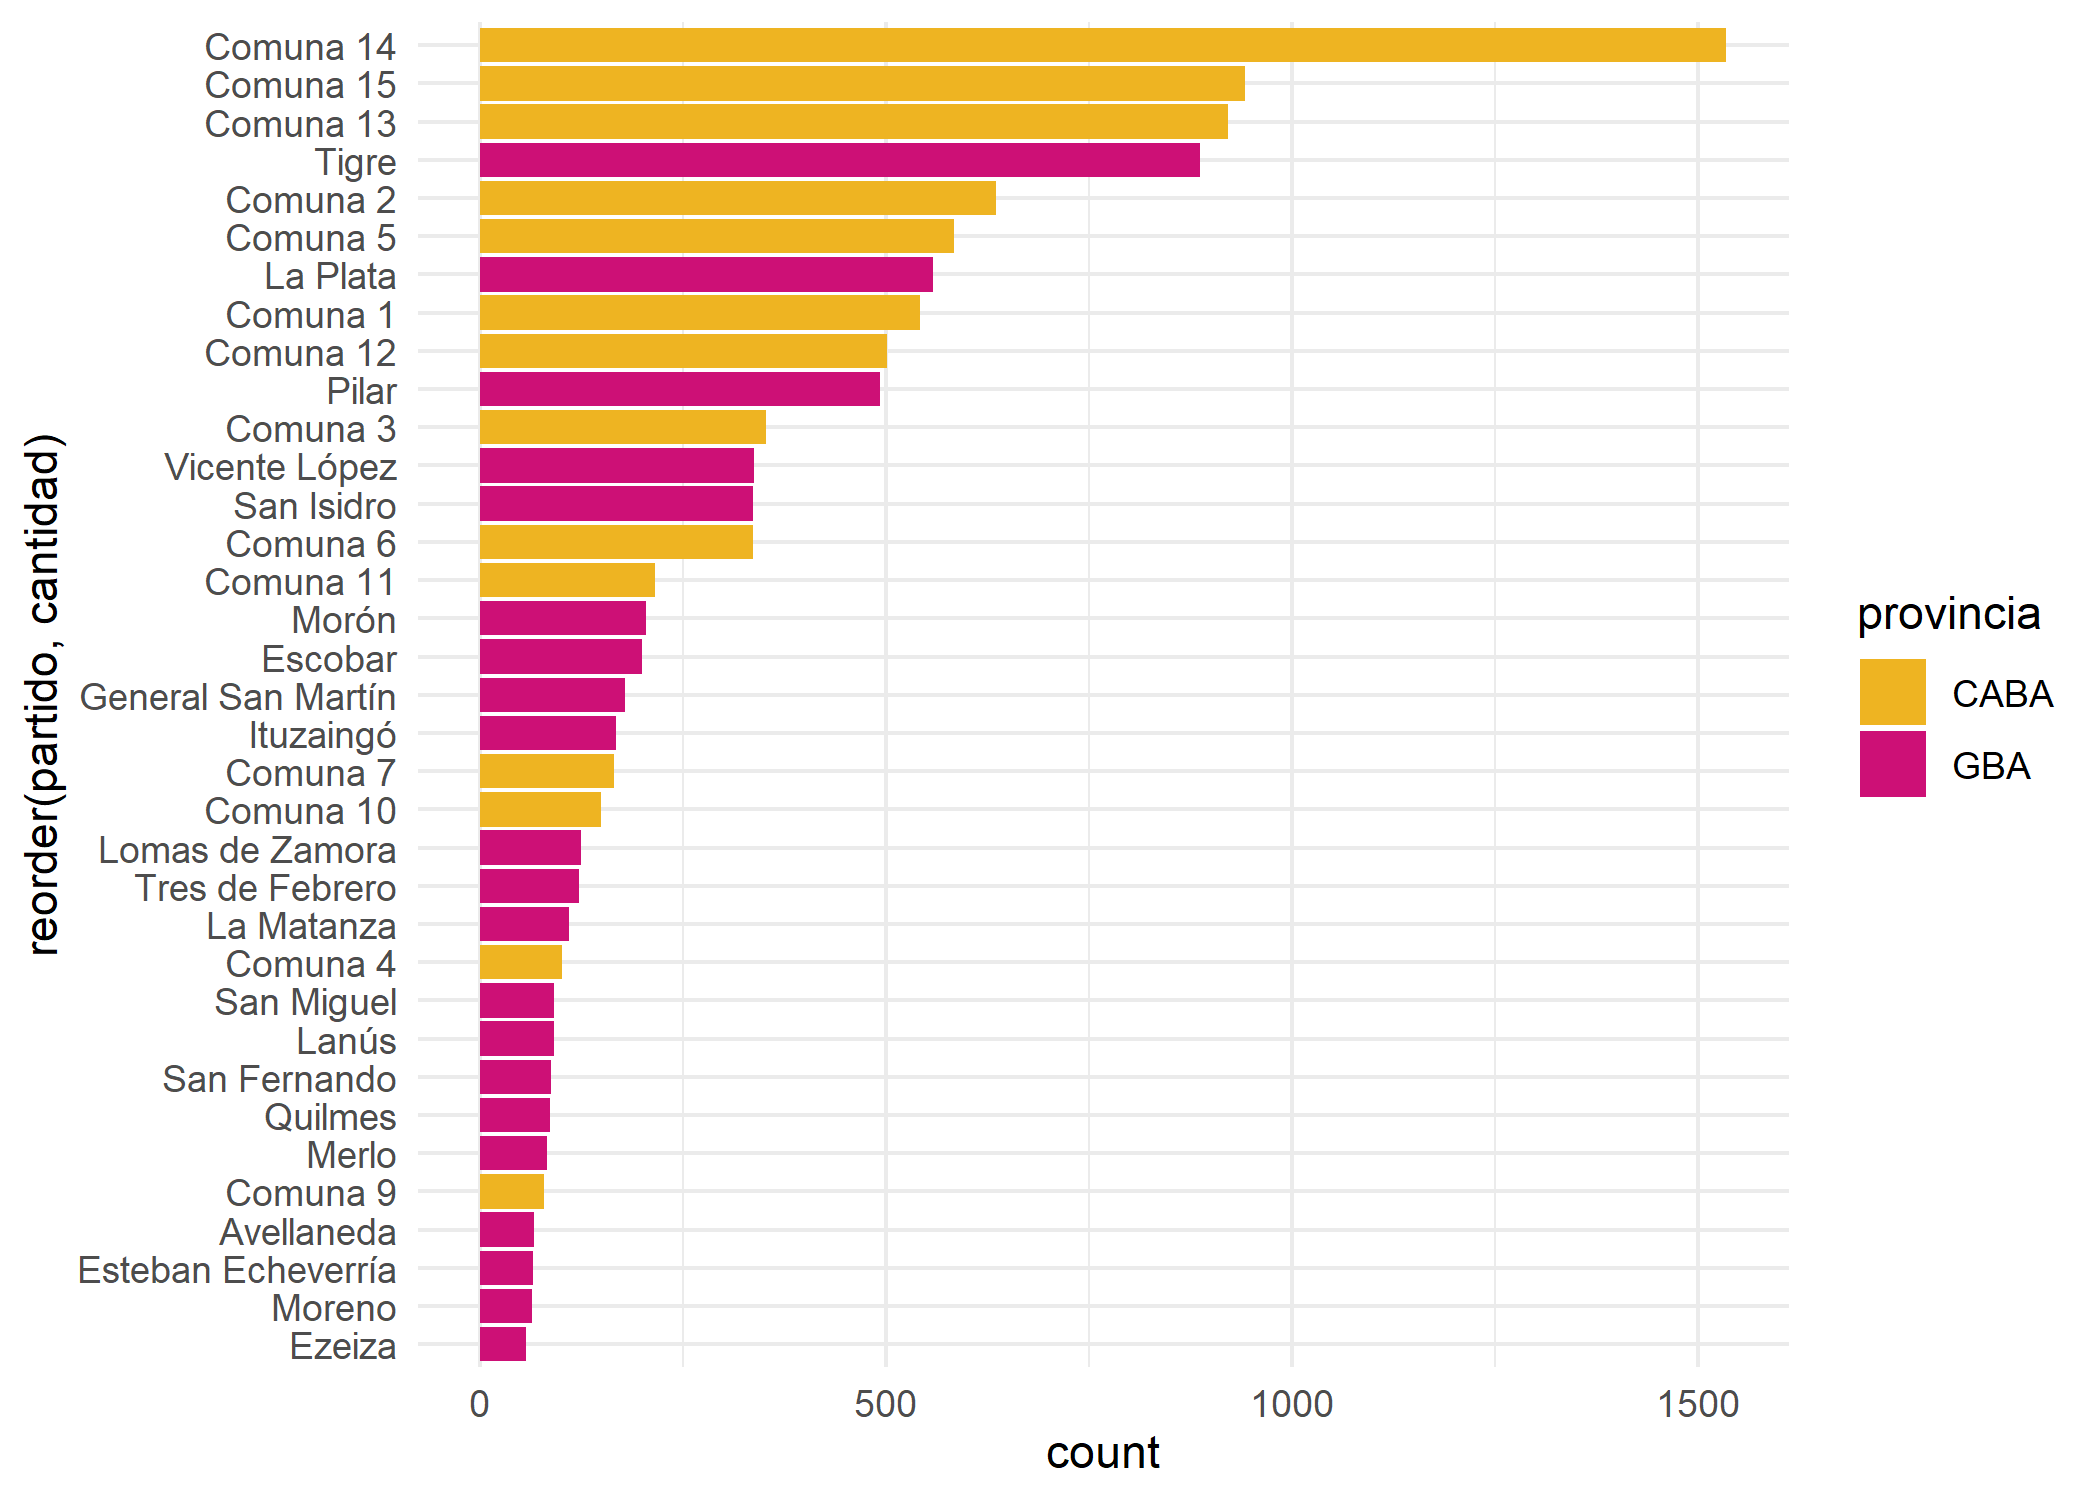 Comuna 14
Comuna 15
Comuna 13
Tigre
Comuna 2
Comuna 5
La Plata
Comuna 1
Comuna 12
Pilar
Comuna 3
Vicente López
San Isidro
Comuna 6
Comuna 11
Morón
Escobar
General San Martín
Ituzaingó
Comuna 7
Comuna 10
Lomas de Zamora
Tres de Febrero
La Matanza
Comuna 4
San Miguel
Lanús
San Fernando
Quilmes
Merlo
Comuna 9
Avellaneda
Esteban Echeverría
Moreno
Ezeiza
reorder(partido, cantidad)
0 500 1000 1500
count
provincia
CABA
GBA